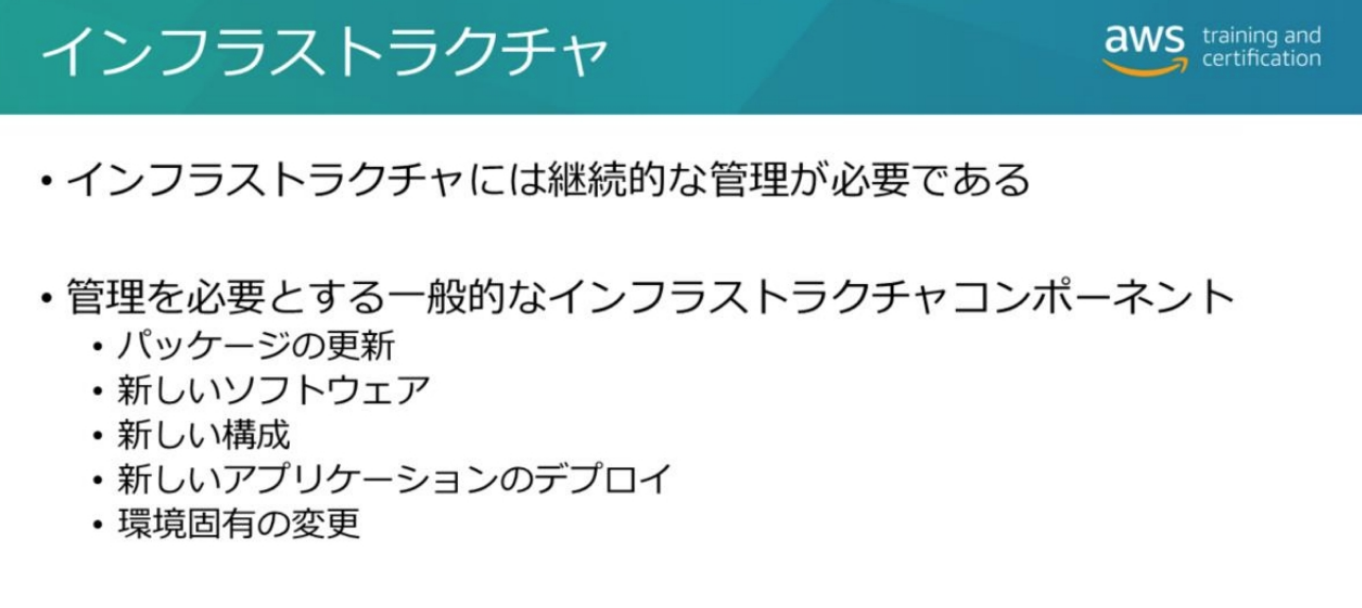 インフラストラクチャ
aws training and
certification
• インフラストラクチャには継続的な管理が必要である
• 管理を必要とする一般的なインフラストラクチャコンポーネント
• パッケージの更新
• 新しいソフトウェア
• 新しい構成
• 新しいアプリケーションのデプロイ
• 環境固有の変更